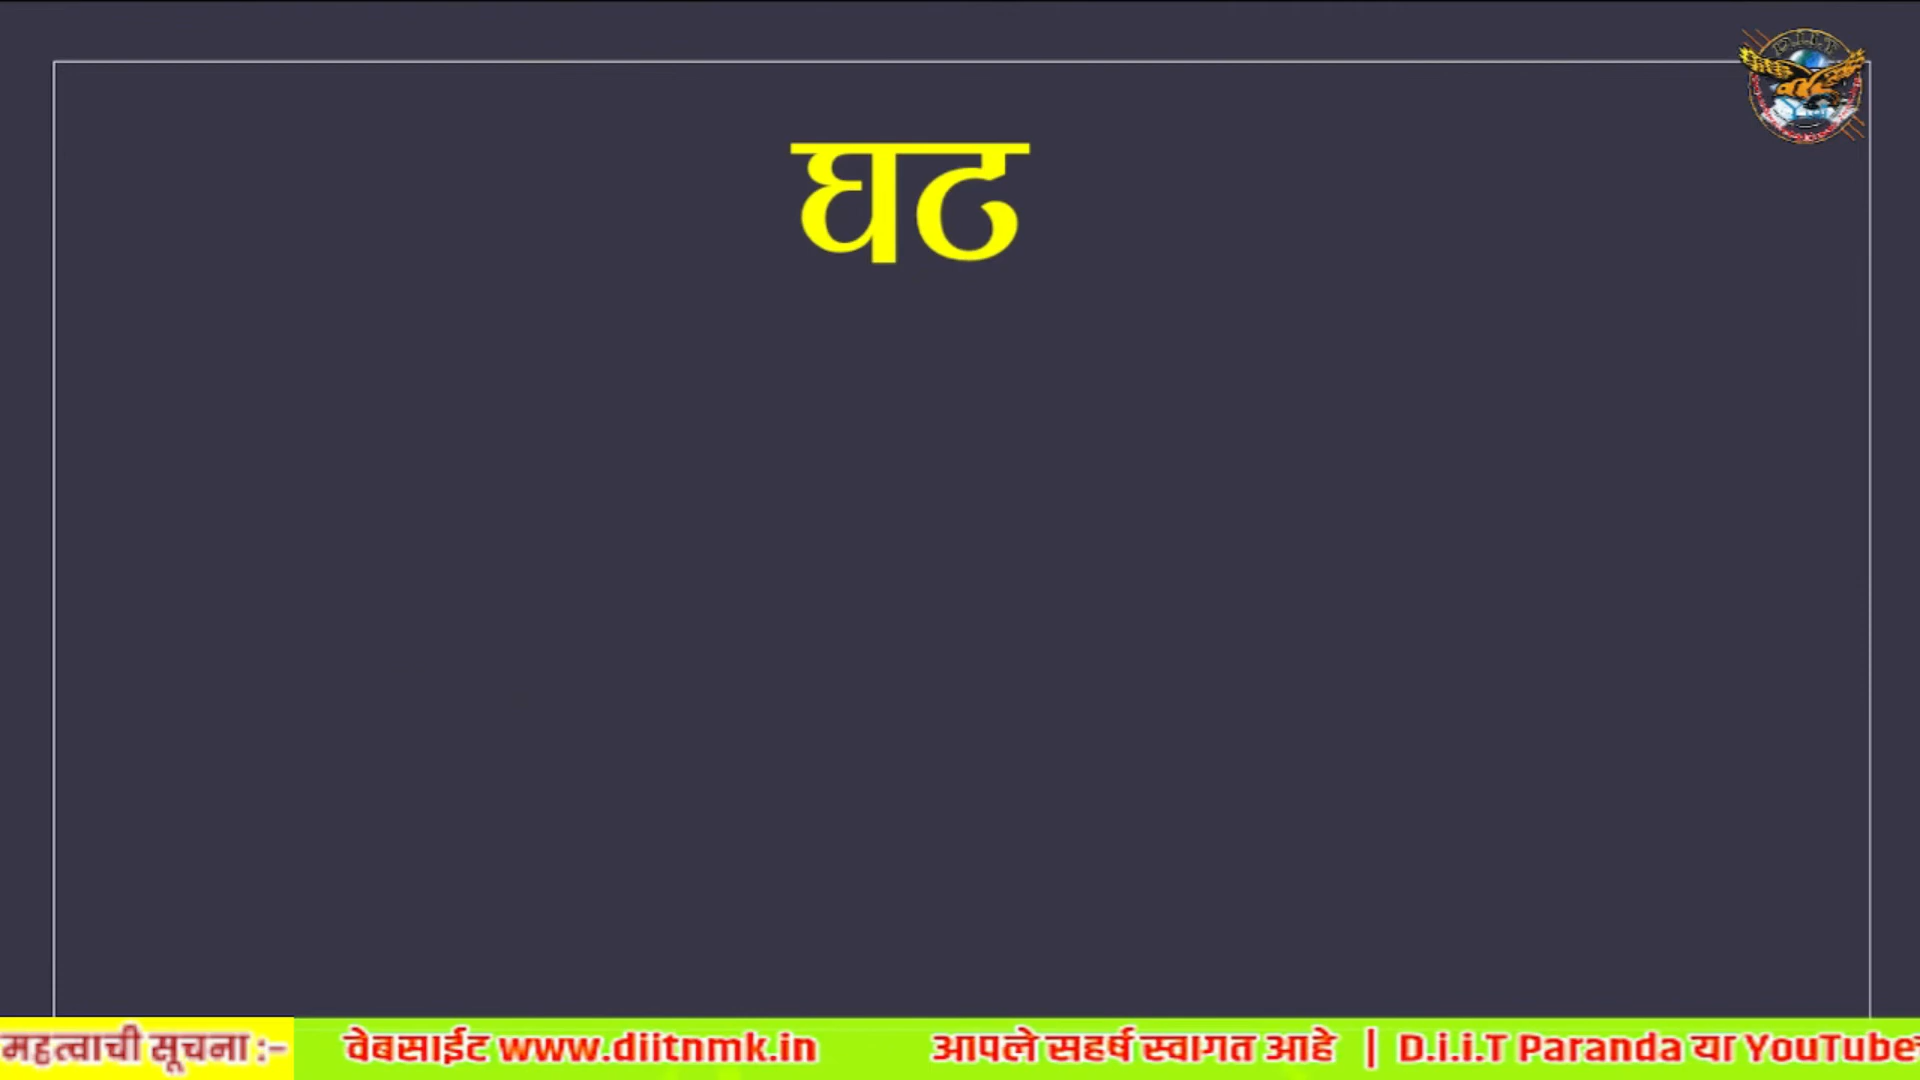 D.I.I.T
घट
महत्वाची सूचना :- वेबसाईट www.diitnmk.in आपले सहर्ष स्वागत आहे | D.i.i.T Paranda या YouTube